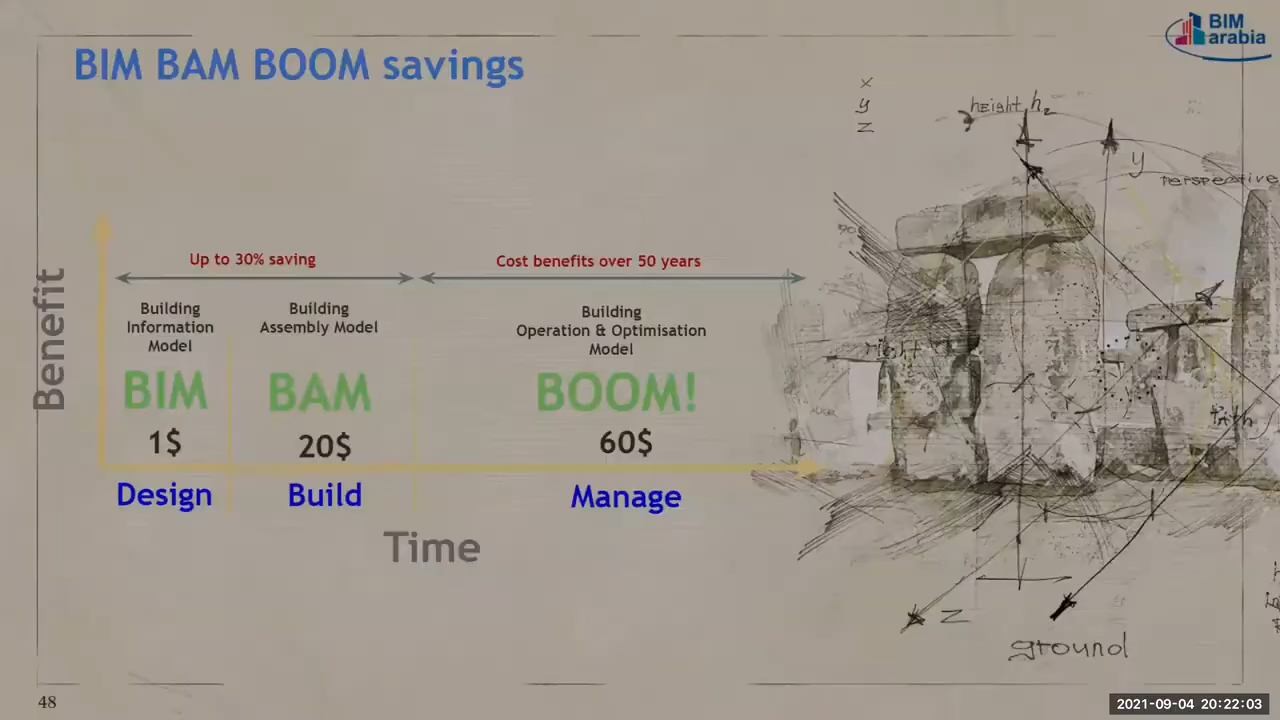 BIM
arabia
BIM BAM BOOM savings
x
y
z
height h₂
y
perspective
Benefit
Up to 30% saving
Cost benefits over 50 years
Building
Information
Model
Building
Assembly Model
Building
Operation & Optimisation
Model
BIM
BAM
BOOM!
1$
20$
60$
Design
Build
Manage
Time
z
ground
48
2021-09-04 20:22:03